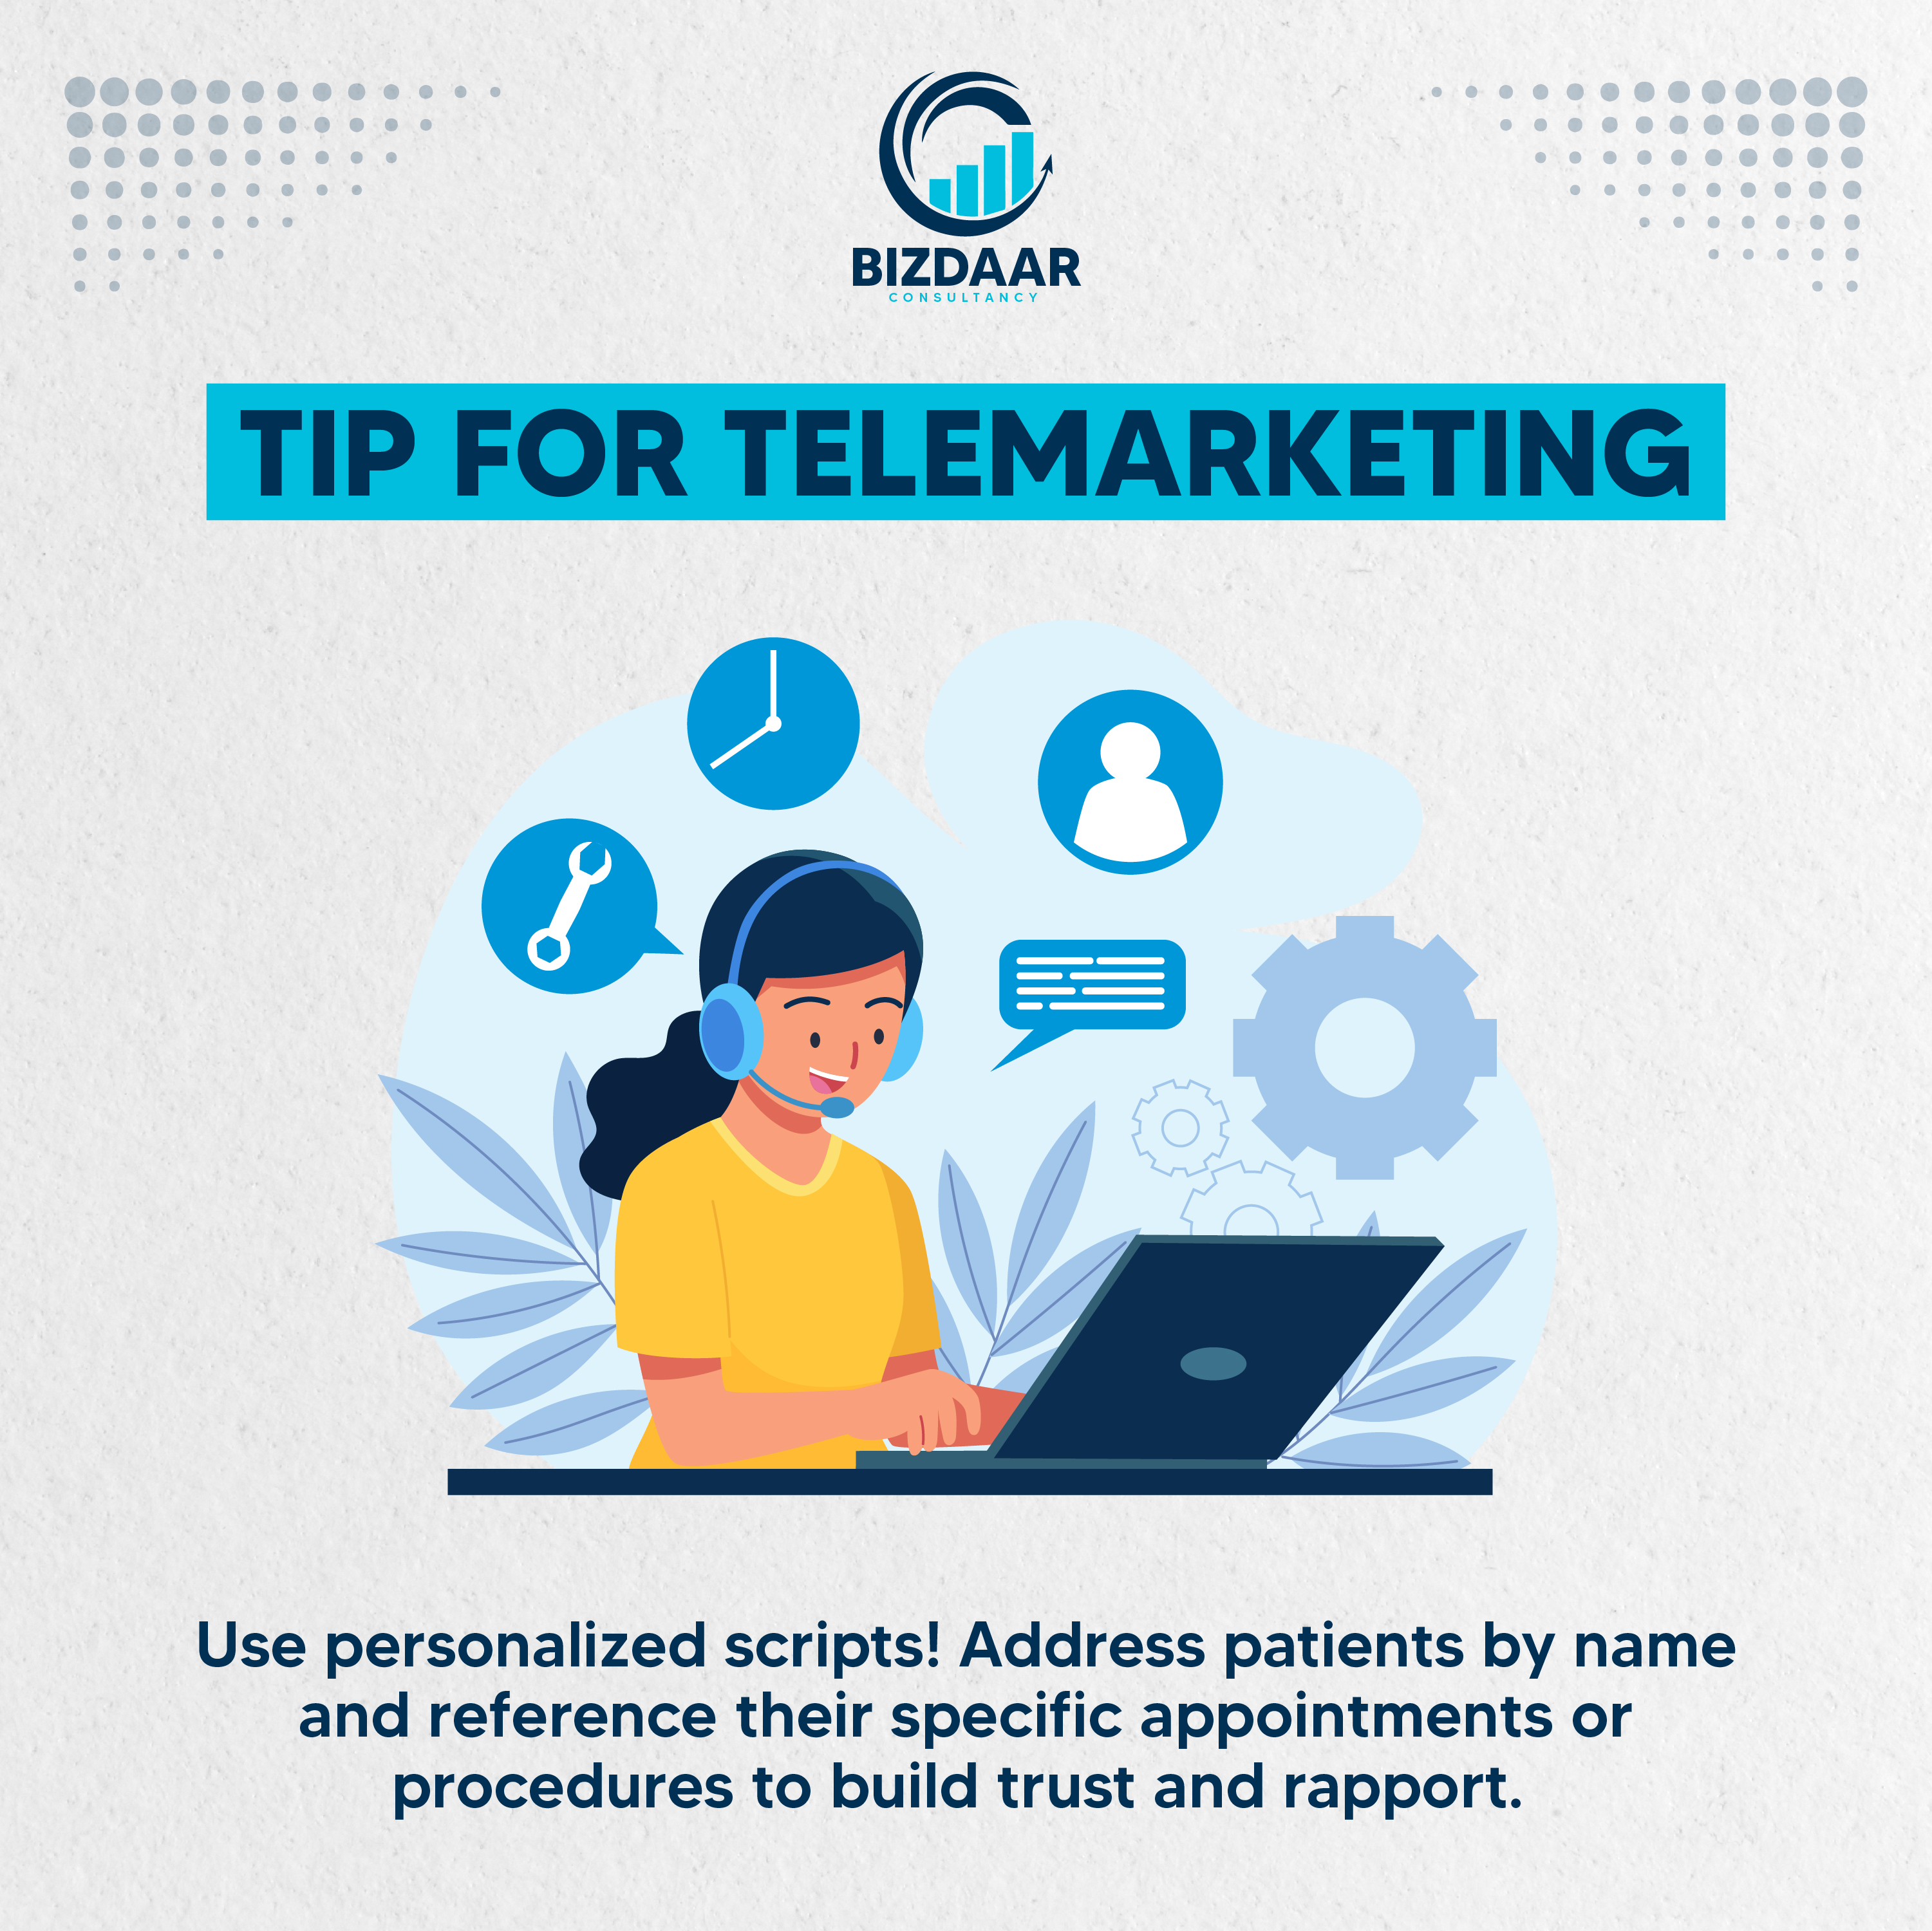 BIZDAAR
CONSULTANCY
TIP FOR TELEMARKETING
Use personalized scripts! Address patients by name
and reference their specific appointments or
procedures to build trust and rapport.